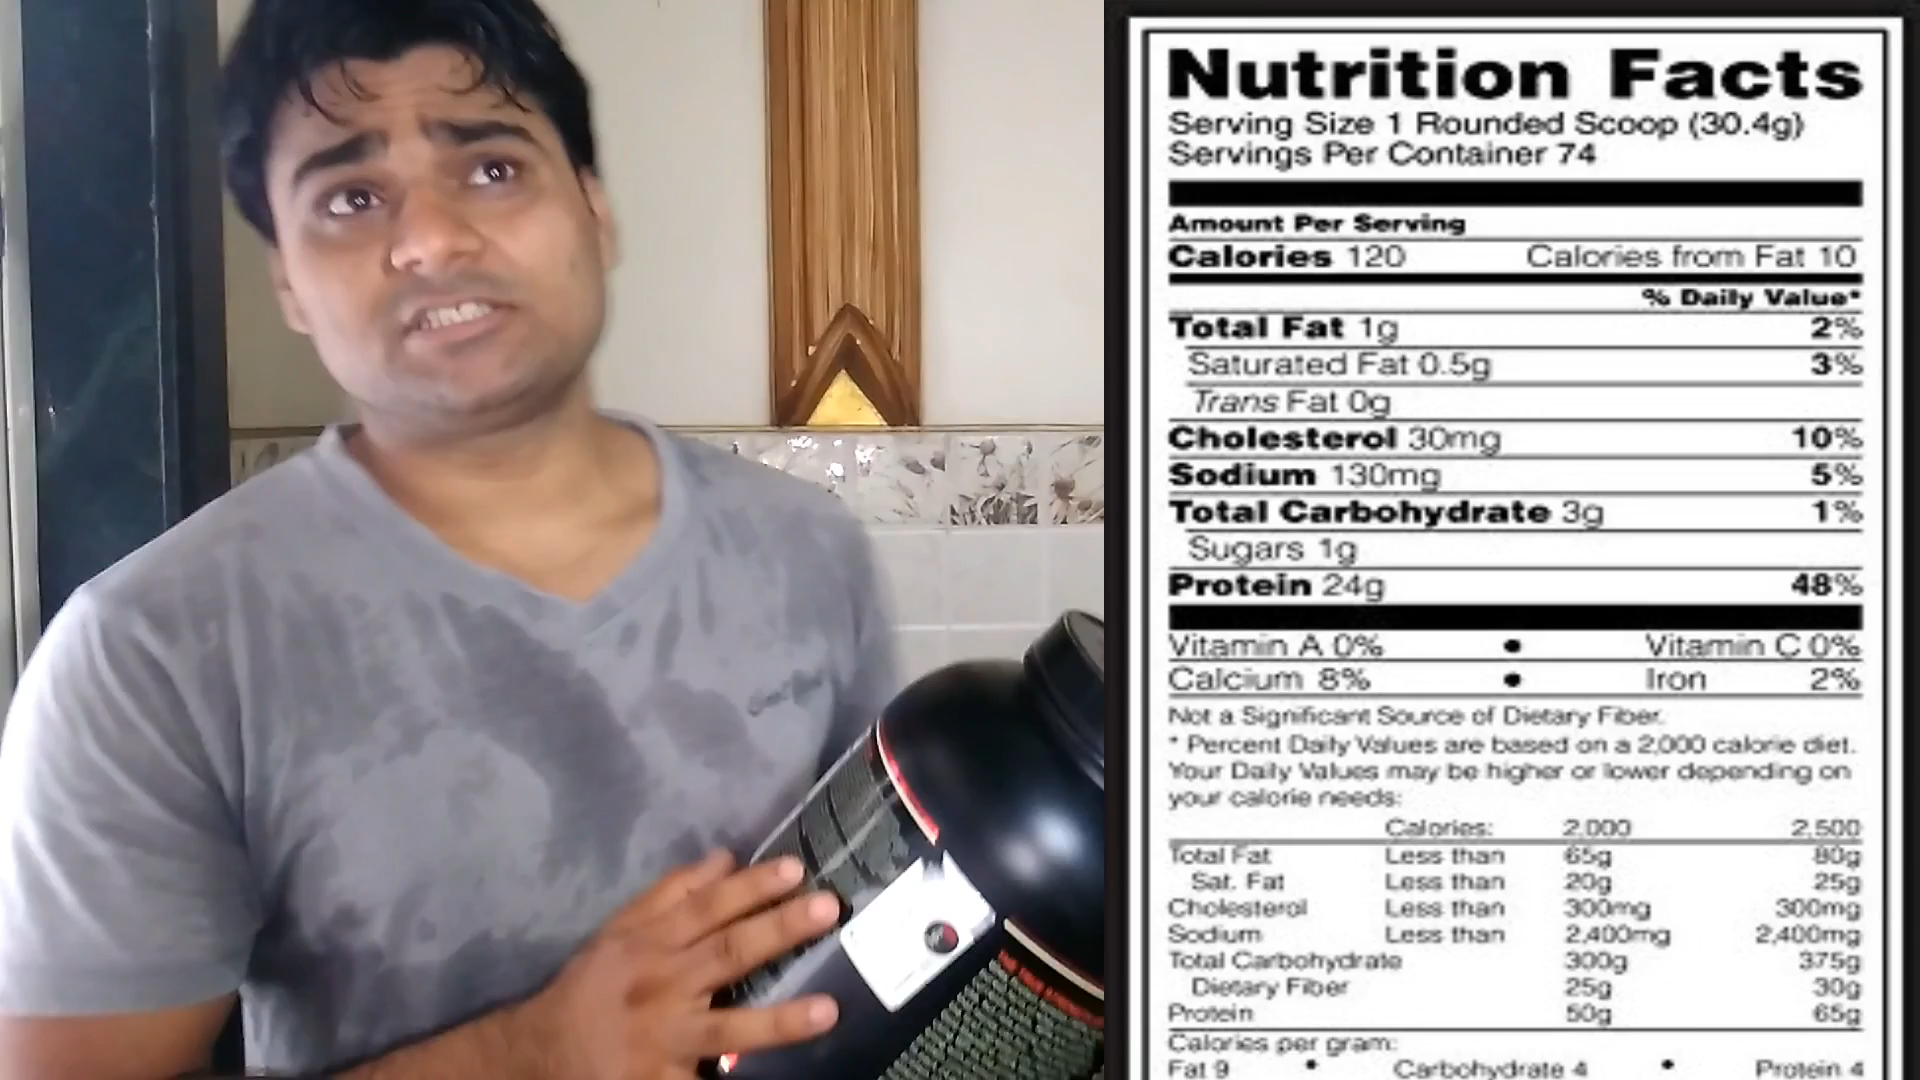 Nutrition Facts
Serving Size 1 Rounded Scoop (30.4g)
Servings Per Container 74
Amount Per Serving
Calories 120 Calories from Fat 10
% Daily Value*
Total Fat 1g 2%
Saturated Fat 0.5g 3%
Trans Fat 0g
Cholesterol 30mg 10%
Sodium 130mg 5%
Total Carbohydrate 3g 1%
Sugars 1g
Protein 24g 48%
Vitamin A 0% • Vitamin C 0%
Calcium 8% • Iron 2%
Not a Significant Source of Dietary Fiber.
* Percent Daily Values are based on a 2,000 calorie diet.
Your Daily Values may be higher or lower depending on
your calorie needs:
Calories: 2,000 2,500
Total Fat Less than 65g 80g
Sat. Fat Less than 20g 25g
Cholesterol Less than 300mg 300mg
Sodium Less than 2,400mg 2,400mg
Total Carbohydrate 300g 375g
Dietary Fiber 25g 30g
Protein 50g 65g
Calories per gram:
Fat 9 • Carbohydrate 4 • Protein 4